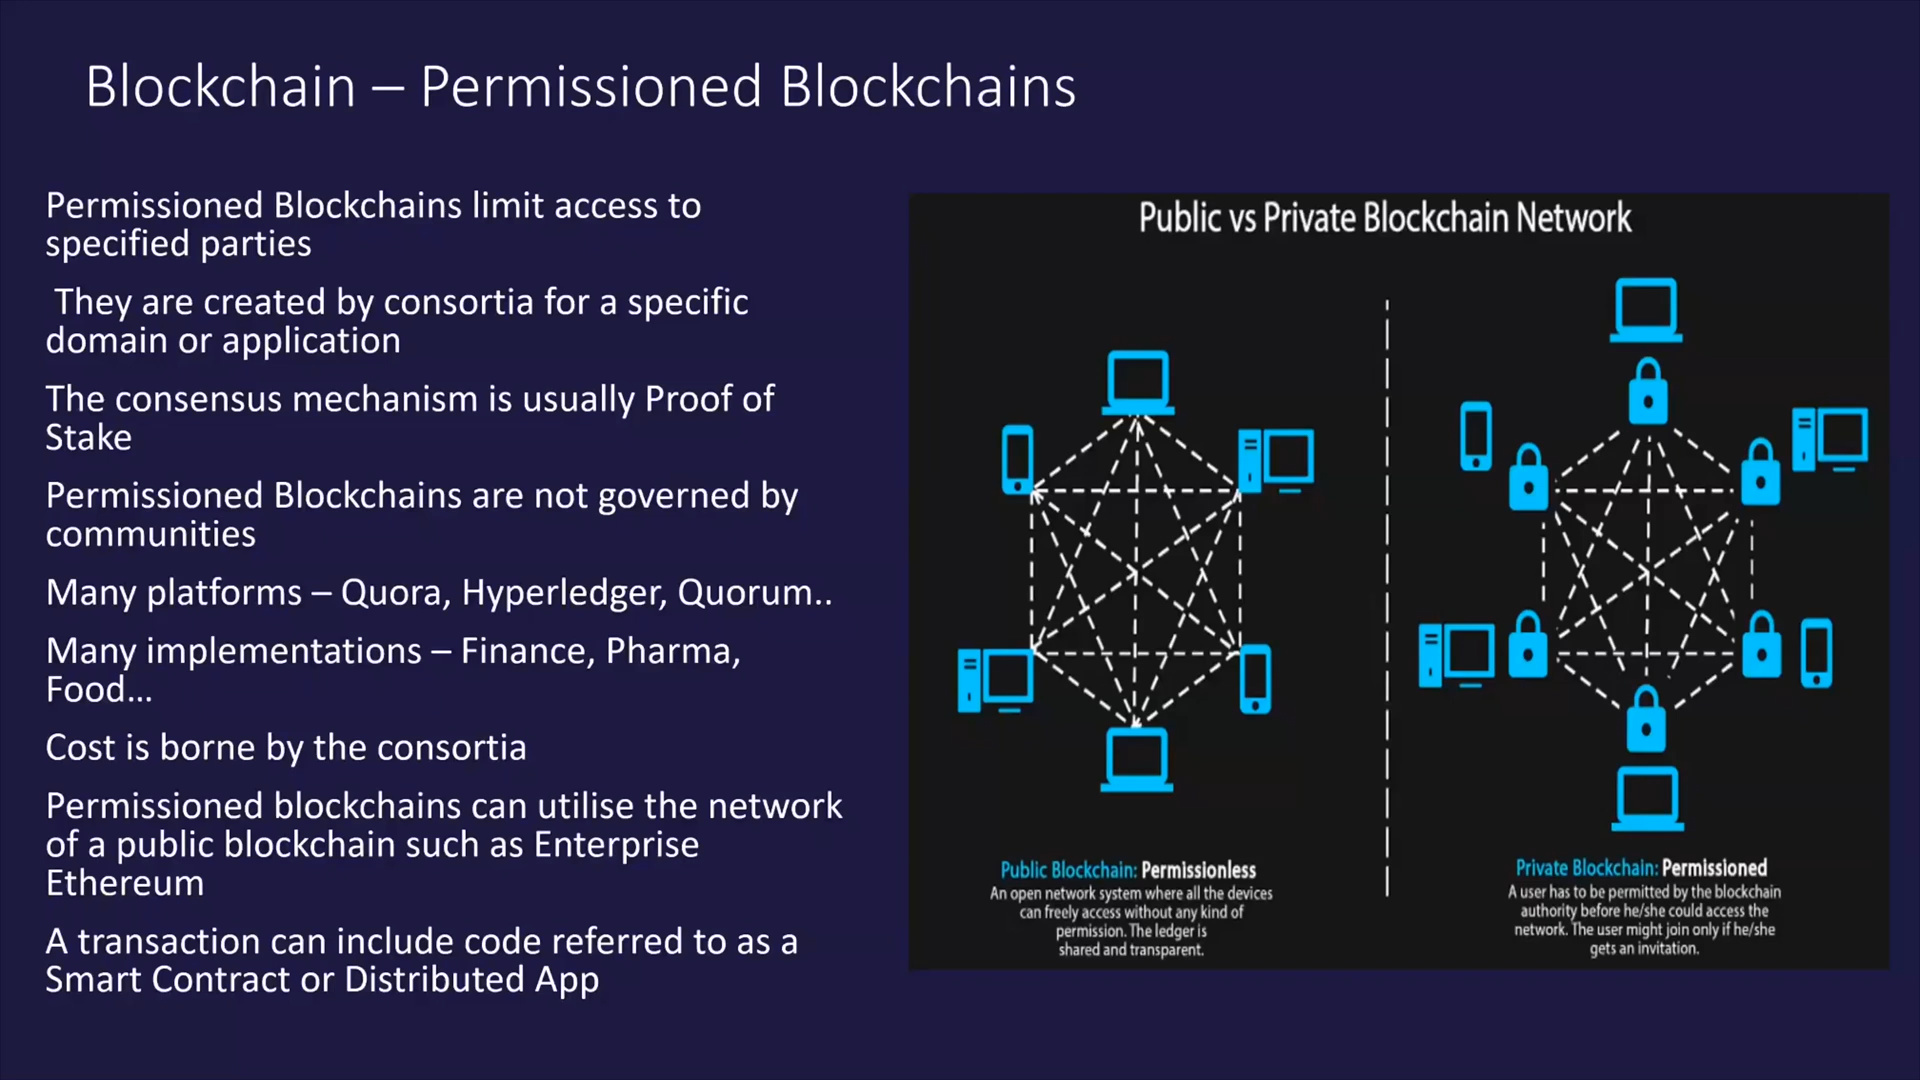 Blockchain – Permissioned Blockchains
Permissioned Blockchains limit access to
specified parties
They are created by consortia for a specific
domain or application
The consensus mechanism is usually Proof of
Stake
Permissioned Blockchains are not governed by
communities
Many platforms – Quora, Hyperledger, Quorum..
Many implementations – Finance, Pharma,
Food...
Cost is borne by the consortia
Permissioned blockchains can utilise the network
of a public blockchain such as Enterprise
Ethereum
A transaction can include code referred to as a
Smart Contract or Distributed App
Public vs Private Blockchain Network
Public Blockchain: Permissionless
An open network system where all the devices
can freely access without any kind of
permission. The ledger is
shared and transparent.
Private Blockchain: Permissioned
A user has to be permitted by the blockchain
authority before he/she could access the
network. The user might join only if he/she
gets an invitation.